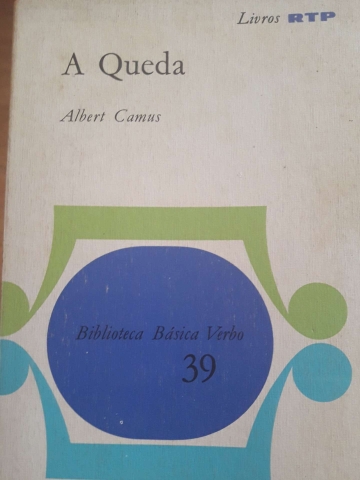 Livros RTP
A Queda
Albert Camus
Biblioteca Básica Verbo
39